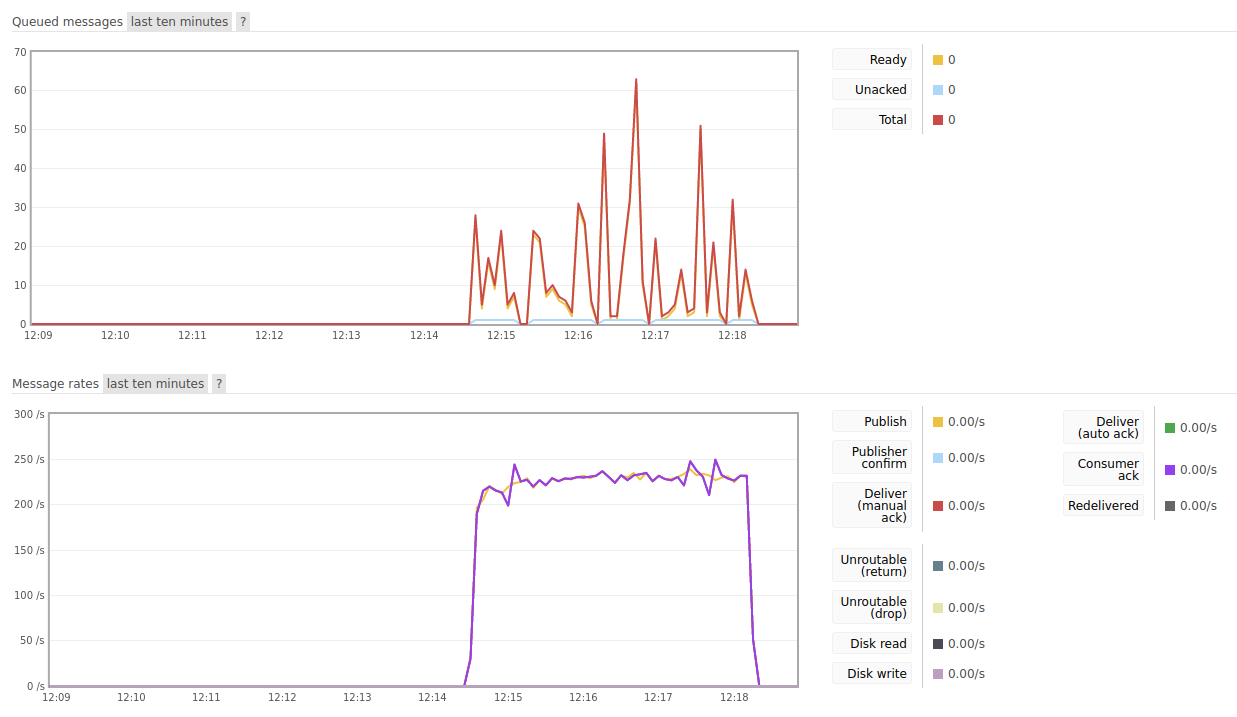 Queued messages last ten minutes ?
70
60
50
40
30
20
10
0
12:09 12:10 12:11 12:12 12:13 12:14 12:15 12:16 12:17 12:18
Ready 0
Unacked 0
Total 0
Message rates last ten minutes ?
300 /s
250 /s
200 /s
150 /s
100 /s
50 /s
0 /s
12:09 12:10 12:11 12:12 12:13 12:14 12:15 12:16 12:17 12:18
Publish 0.00/s
Publisher
confirm 0.00/s
Deliver
(manual 0.00/s
ack)
Unroutable
(return) 0.00/s
Unroutable
(drop) 0.00/s
Disk read 0.00/s
Disk write 0.00/s
Deliver
(auto ack) 0.00/s
Consumer
ack 0.00/s
Redelivered 0.00/s